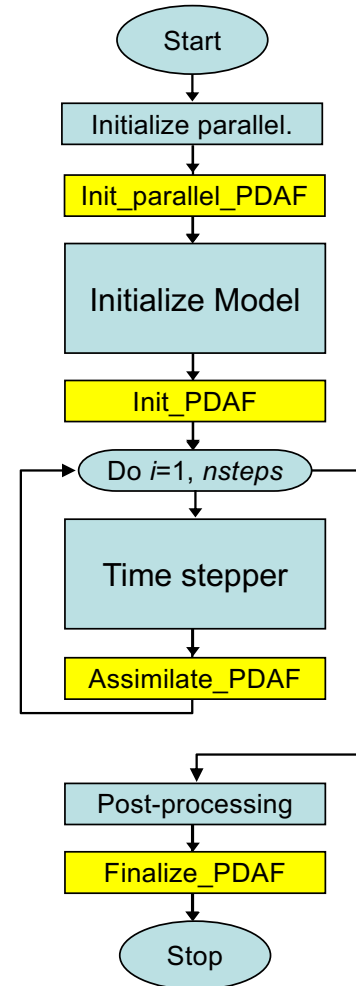 Start
Initialize parallel.
Init_parallel_PDAF
Initialize Model
Init_PDAF
Do i=1, nsteps
Time stepper
Assimilate_PDAF
Post-processing
Finalize_PDAF
Stop